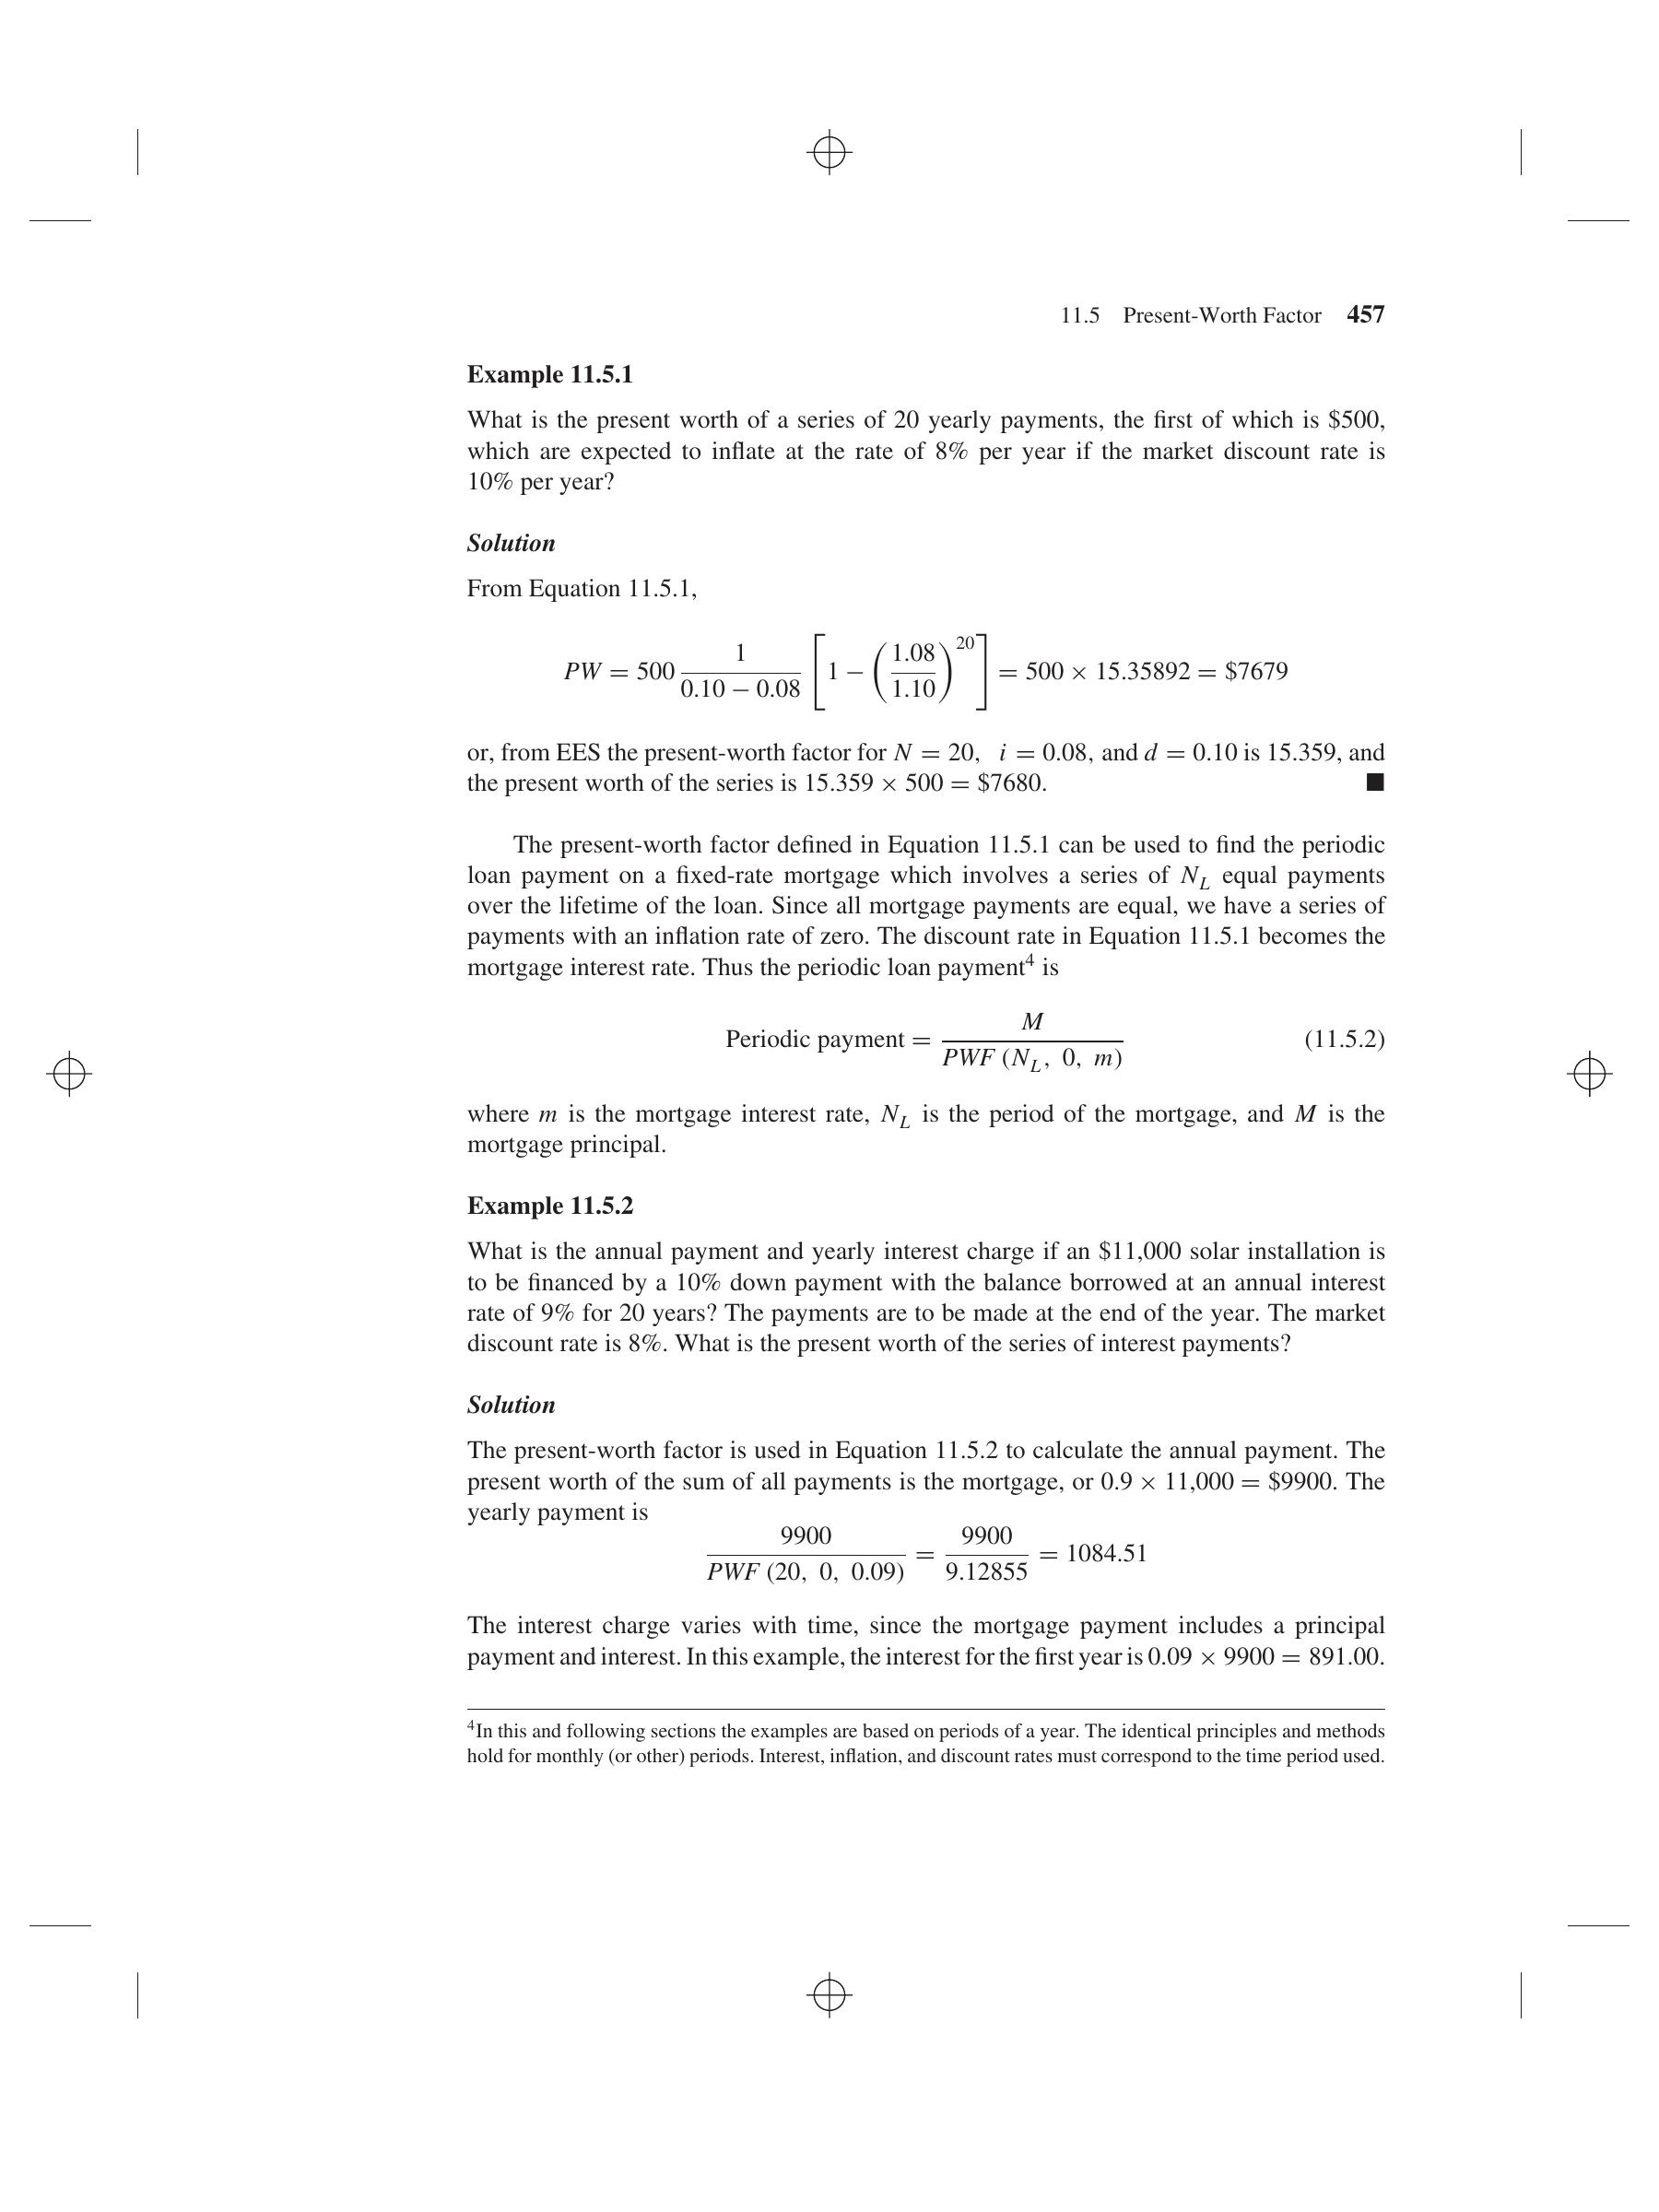 11.5 Present-Worth Factor 457
Example 11.5.1
What is the present worth of a series of 20 yearly payments, the first of which is $500,
which are expected to inflate at the rate of 8% per year if the market discount rate is
10% per year?
Solution
From Equation 11.5.1,
PW = 500 1/(0.10 − 0.08) [1 − (1.08/1.10)^20] = 500 × 15.35892 = $7679
or, from EES the present-worth factor for N = 20, i = 0.08, and d = 0.10 is 15.359, and
the present worth of the series is 15.359 × 500 = $7680. ■
The present-worth factor defined in Equation 11.5.1 can be used to find the periodic
loan payment on a fixed-rate mortgage which involves a series of N_L equal payments
over the lifetime of the loan. Since all mortgage payments are equal, we have a series of
payments with an inflation rate of zero. The discount rate in Equation 11.5.1 becomes the
mortgage interest rate. Thus the periodic loan payment⁴ is
Periodic payment = M/PWF (N_L, 0, m) (11.5.2)
where m is the mortgage interest rate, N_L is the period of the mortgage, and M is the
mortgage principal.
Example 11.5.2
What is the annual payment and yearly interest charge if an $11,000 solar installation is
to be financed by a 10% down payment with the balance borrowed at an annual interest
rate of 9% for 20 years? The payments are to be made at the end of the year. The market
discount rate is 8%. What is the present worth of the series of interest payments?
Solution
The present-worth factor is used in Equation 11.5.2 to calculate the annual payment. The
present worth of the sum of all payments is the mortgage, or 0.9 × 11,000 = $9900. The
yearly payment is
9900/PWF (20, 0, 0.09) = 9900/9.12855 = 1084.51
The interest charge varies with time, since the mortgage payment includes a principal
payment and interest. In this example, the interest for the first year is 0.09 × 9900 = 891.00.
⁴In this and following sections the examples are based on periods of a year. The identical principles and methods
hold for monthly (or other) periods. Interest, inflation, and discount rates must correspond to the time period used.